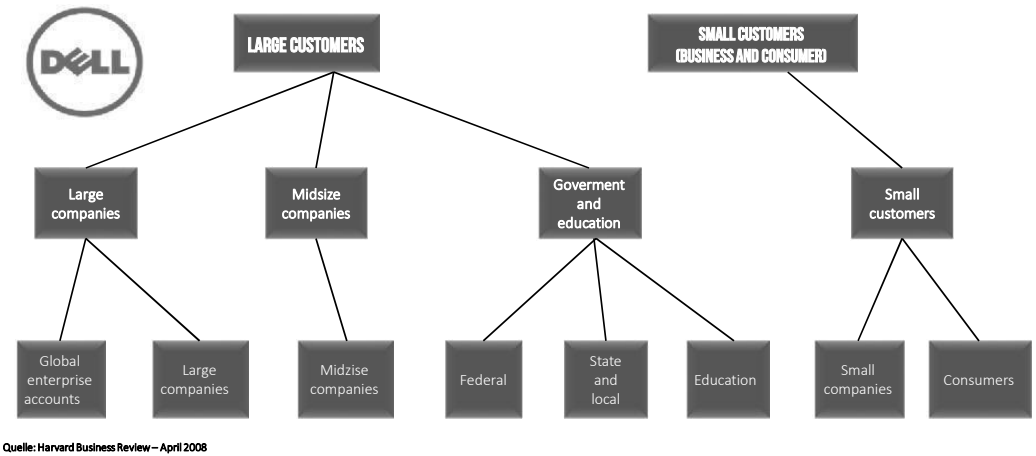 DELL
LARGE CUSTOMERS
SMALL CUSTOMERS
(BUSINESS AND CONSUMER)
Large
companies
Midsize
companies
Goverment
and
education
Small
customers
Global
enterprise
accounts
Large
companies
Midzise
companies
Federal
State
and
local
Education
Small
companies
Consumers
Quelle: Harvard Business Review – April 2008